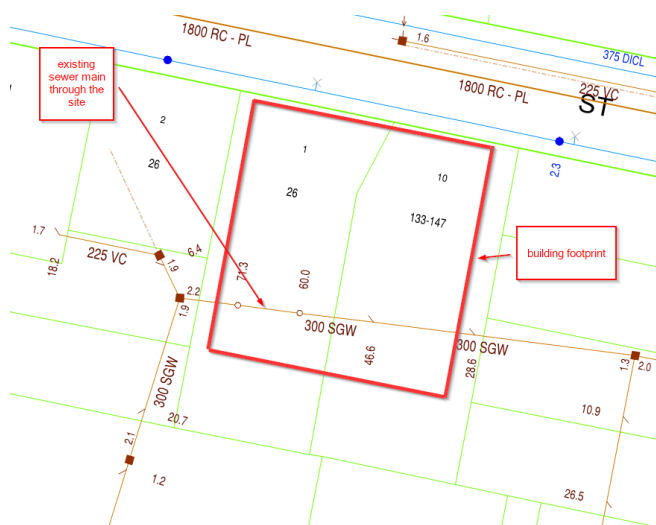 existing
sewer main
through the
site
1800 RC - PL
1.6
375 DICL
225 VC
ST
1800 RC - PL
2
26
1
26
10
133-147
2.3
building footprint
1.7
225 VC
18.2
1.9
6.4
2.2
1.9
71.3
60.0
300 SGW
300 SGW
46.6
28.6
1.3
2.0
300 SGW
20.7
2.1
1.2
10.9
26.5